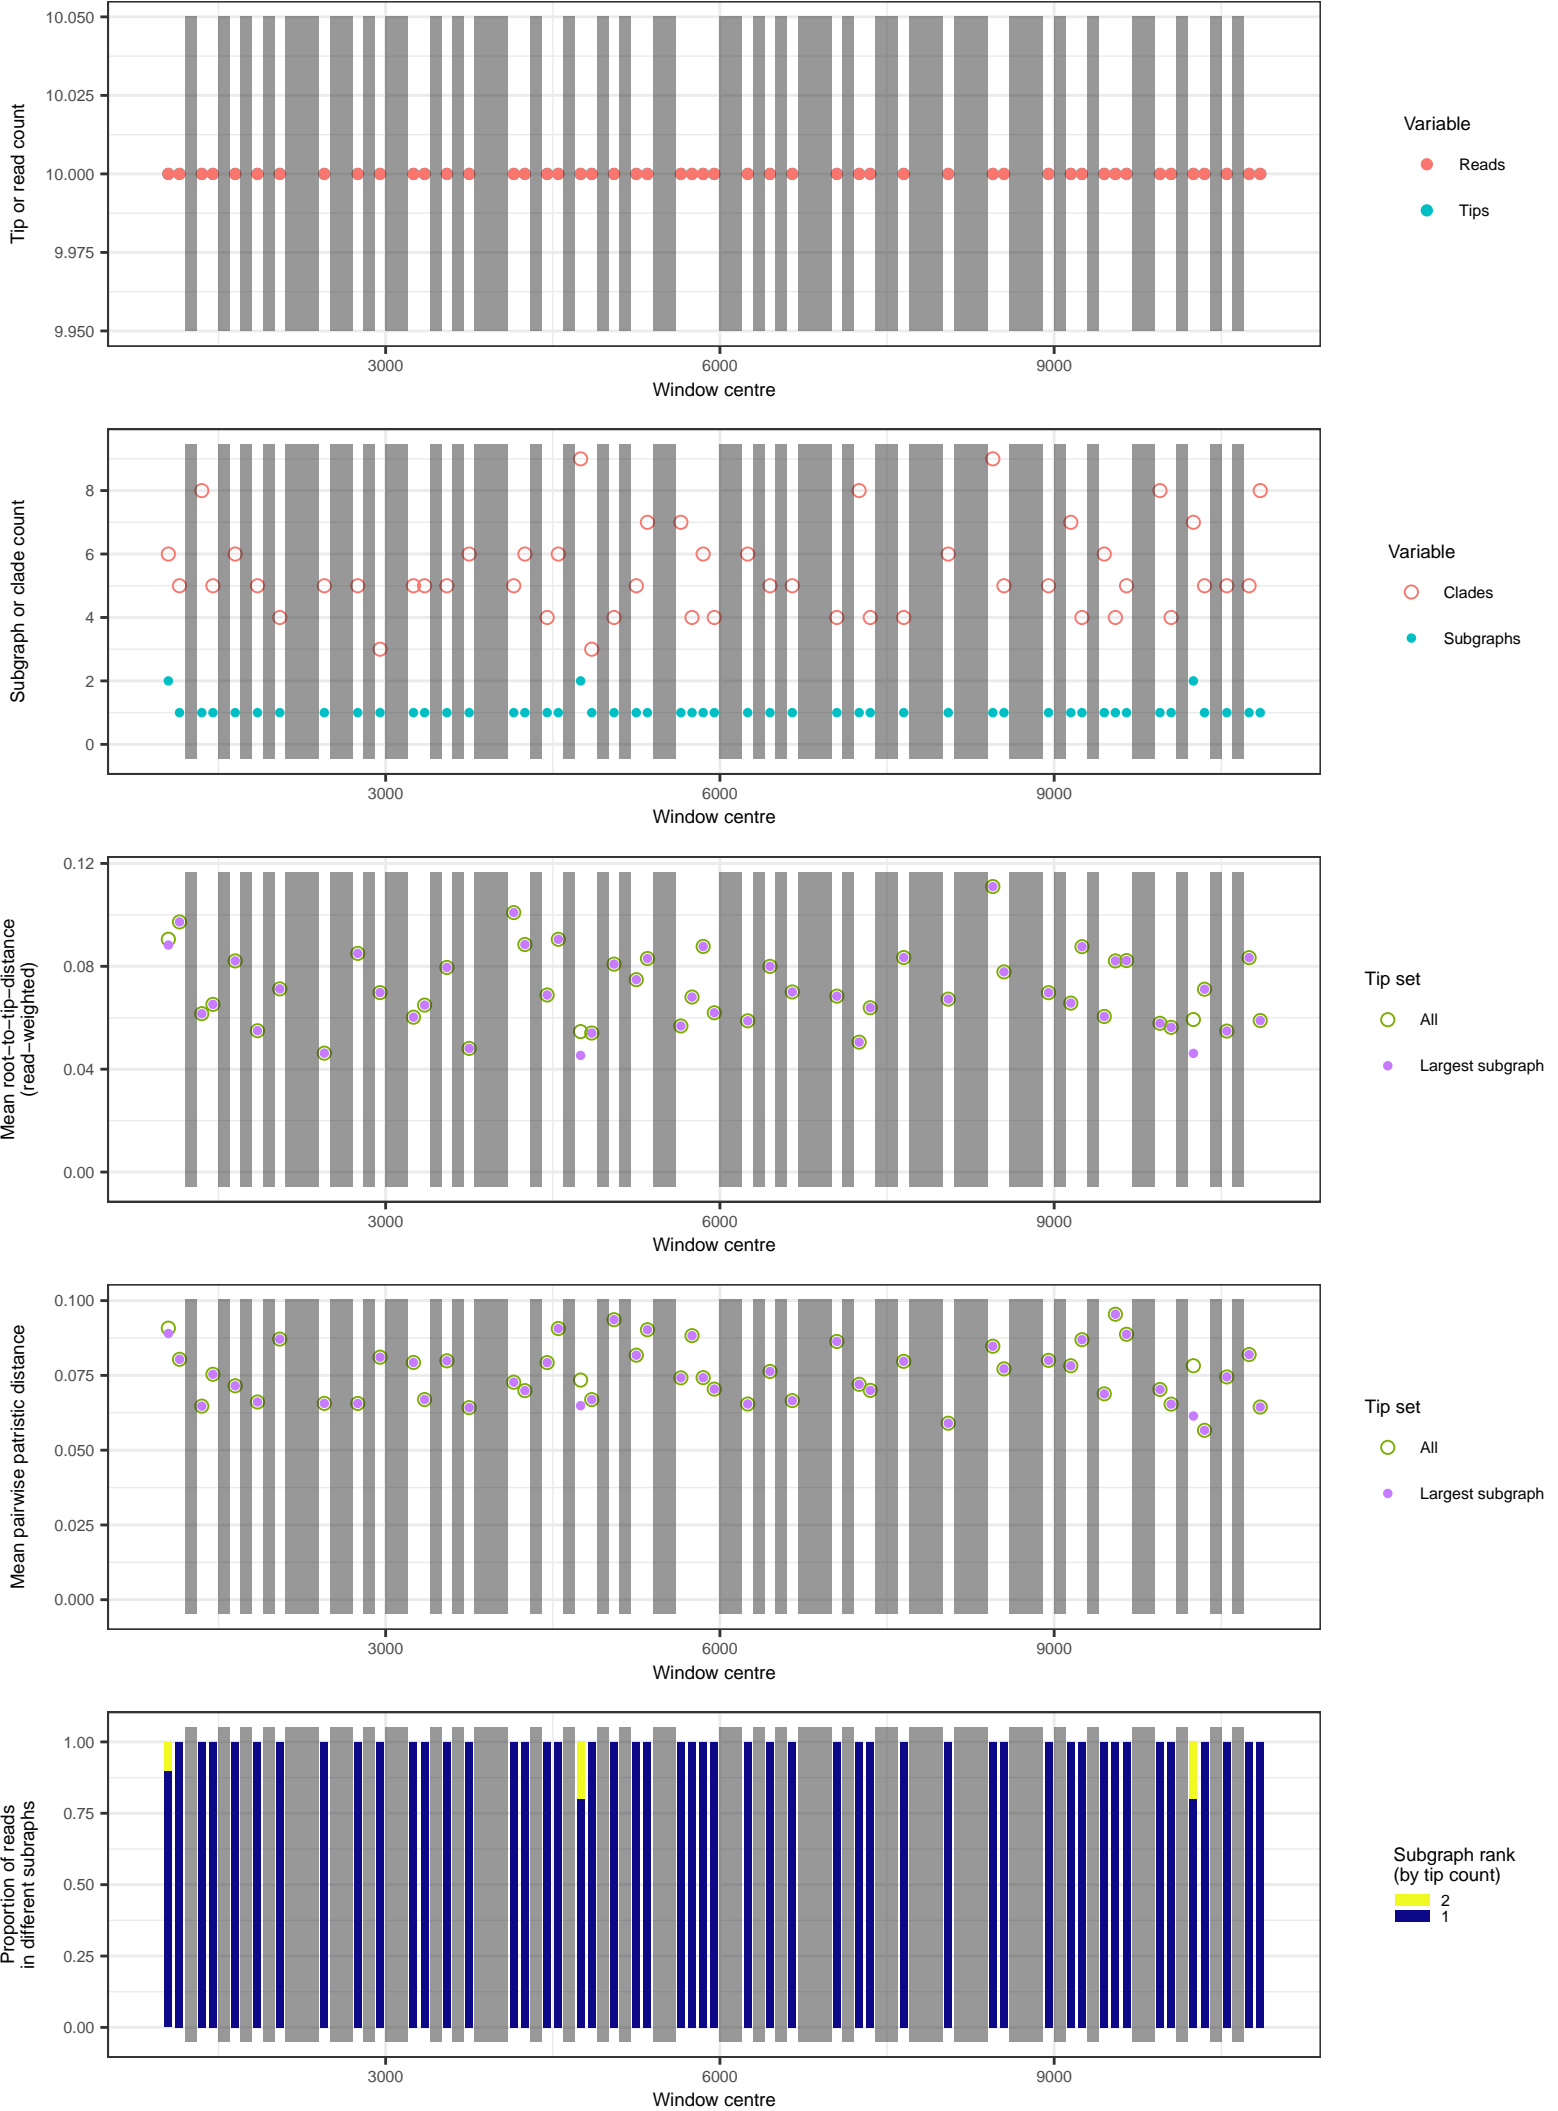 10.050
10.025
10.000
9.975
9.950
Tip or read count
3000
6000
9000
Window centre
Variable
Reads
Tips
8
6
4
2
0
Subgraph or clade count
3000
6000
9000
Window centre
Variable
Clades
Subgraphs
0.12
0.08
0.04
0.00
Mean root−to−tip−distance
(read−weighted)
3000
6000
9000
Window centre
Tip set
All
Largest subgraph
0.100
0.075
0.050
0.025
0.000
Mean pairwise patristic distance
3000
6000
9000
Window centre
Tip set
All
Largest subgraph
1.00
0.75
0.50
0.25
0.00
Proportion of reads
in different subraphs
3000
6000
9000
Window centre
Subgraph rank
(by tip count)
2
1